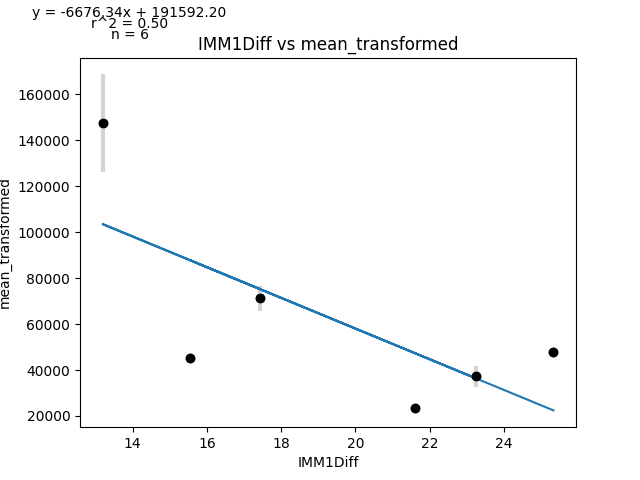 y = -6676.34x + 191592.20
r^2 = 0.50
n = 6
IMM1Diff vs mean_transformed
160000
140000
120000
100000
80000
60000
40000
20000
mean_transformed
14 16 18 20 22 24
IMM1Diff